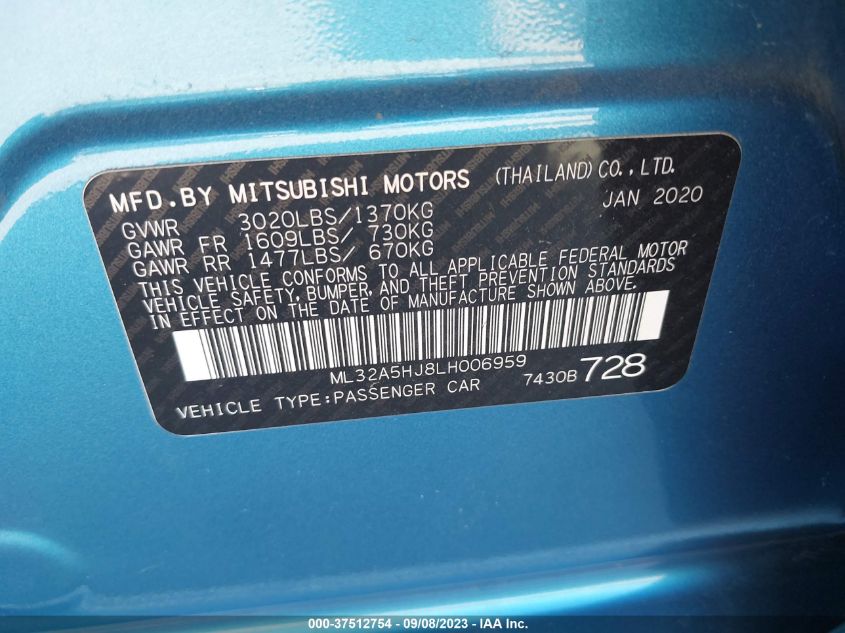 MFD.BY MITSUBISHI MOTORS (THAILAND) CO., LTD.
GVWR 3020LBS/1370KG JAN 2020
GAWR FR 1609LBS/ 730KG
GAWR RR 1477LBS/ 670KG
THIS VEHICLE CONFORMS TO ALL APPLICABLE FEDERAL MOTOR
VEHICLE SAFETY, BUMPER, AND THEFT PREVENTION STANDARDS
IN EFFECT ON THE DATE OF MANUFACTURE SHOWN ABOVE.
ML32A5HJ8LH006959
VEHICLE TYPE:PASSENGER CAR 7430B 728
000-37512754 - 09/08/2023 - IAA Inc.